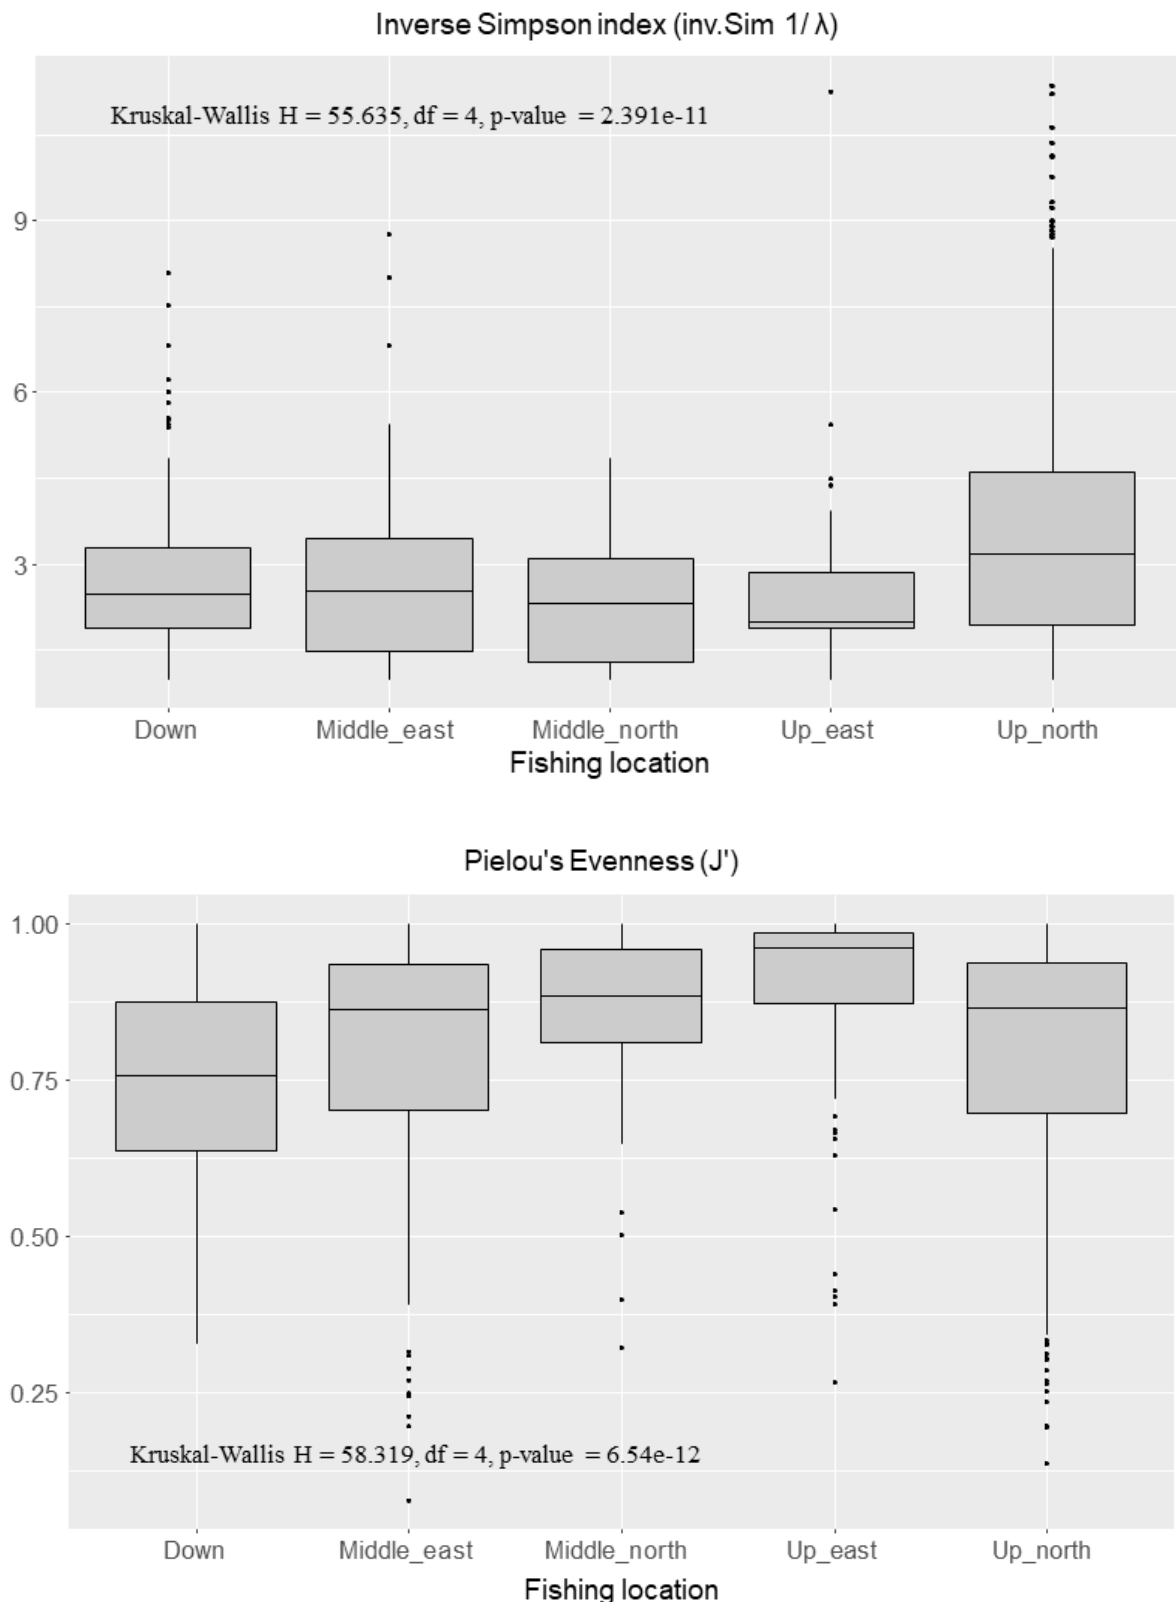 Inverse Simpson index (inv.Sim 1/ λ)
Kruskal-Wallis H = 55.635, df = 4, p-value = 2.391e-11
9
6
3
Down Middle_east Middle_north Up_east Up_north
Fishing location
Pielou's Evenness (J')
1.00
0.75
0.50
0.25
Kruskal-Wallis H = 58.319, df = 4, p-value = 6.54e-12
Down Middle_east Middle_north Up_east Up_north
Fishing location